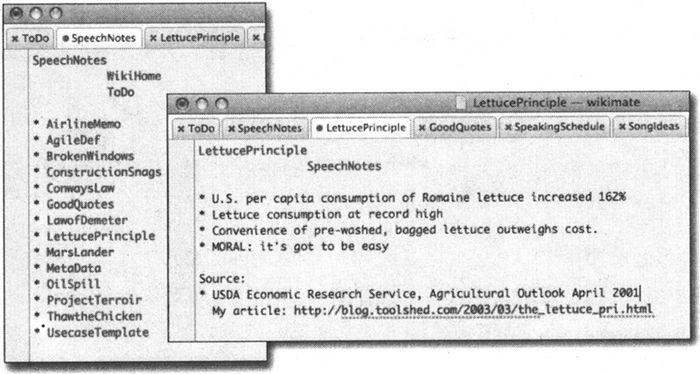 × ToDo
● SpeechNotes
× LettucePrinciple
×
SpeechNotes
WikiHome
ToDo
* AirlineMemo
* AgileDef
* BrokenWindows
* ConstructionSnags
* ConwaysLaw
* GoodQuotes
* LawofDemeter
* LettucePrinciple
* MarsLander
* MetaData
* OilSpill
* ProjectTerroir
* ThawtheChicken
* UsecaseTemplate
LettucePrinciple — wikimate
× ToDo
× SpeechNotes
● LettucePrinciple
× GoodQuotes
× SpeakingSchedule
× SongIdeas
LettucePrinciple
SpeechNotes
* U.S. per capita consumption of Romaine lettuce increased 162%
* Lettuce consumption at record high
* Convenience of pre-washed, bagged lettuce outweighs cost.
* MORAL: it's got to be easy
Source:
* USDA Economic Research Service, Agricultural Outlook April 2001
My article: http://blog.toolshed.com/2003/03/the_lettuce_pri.html